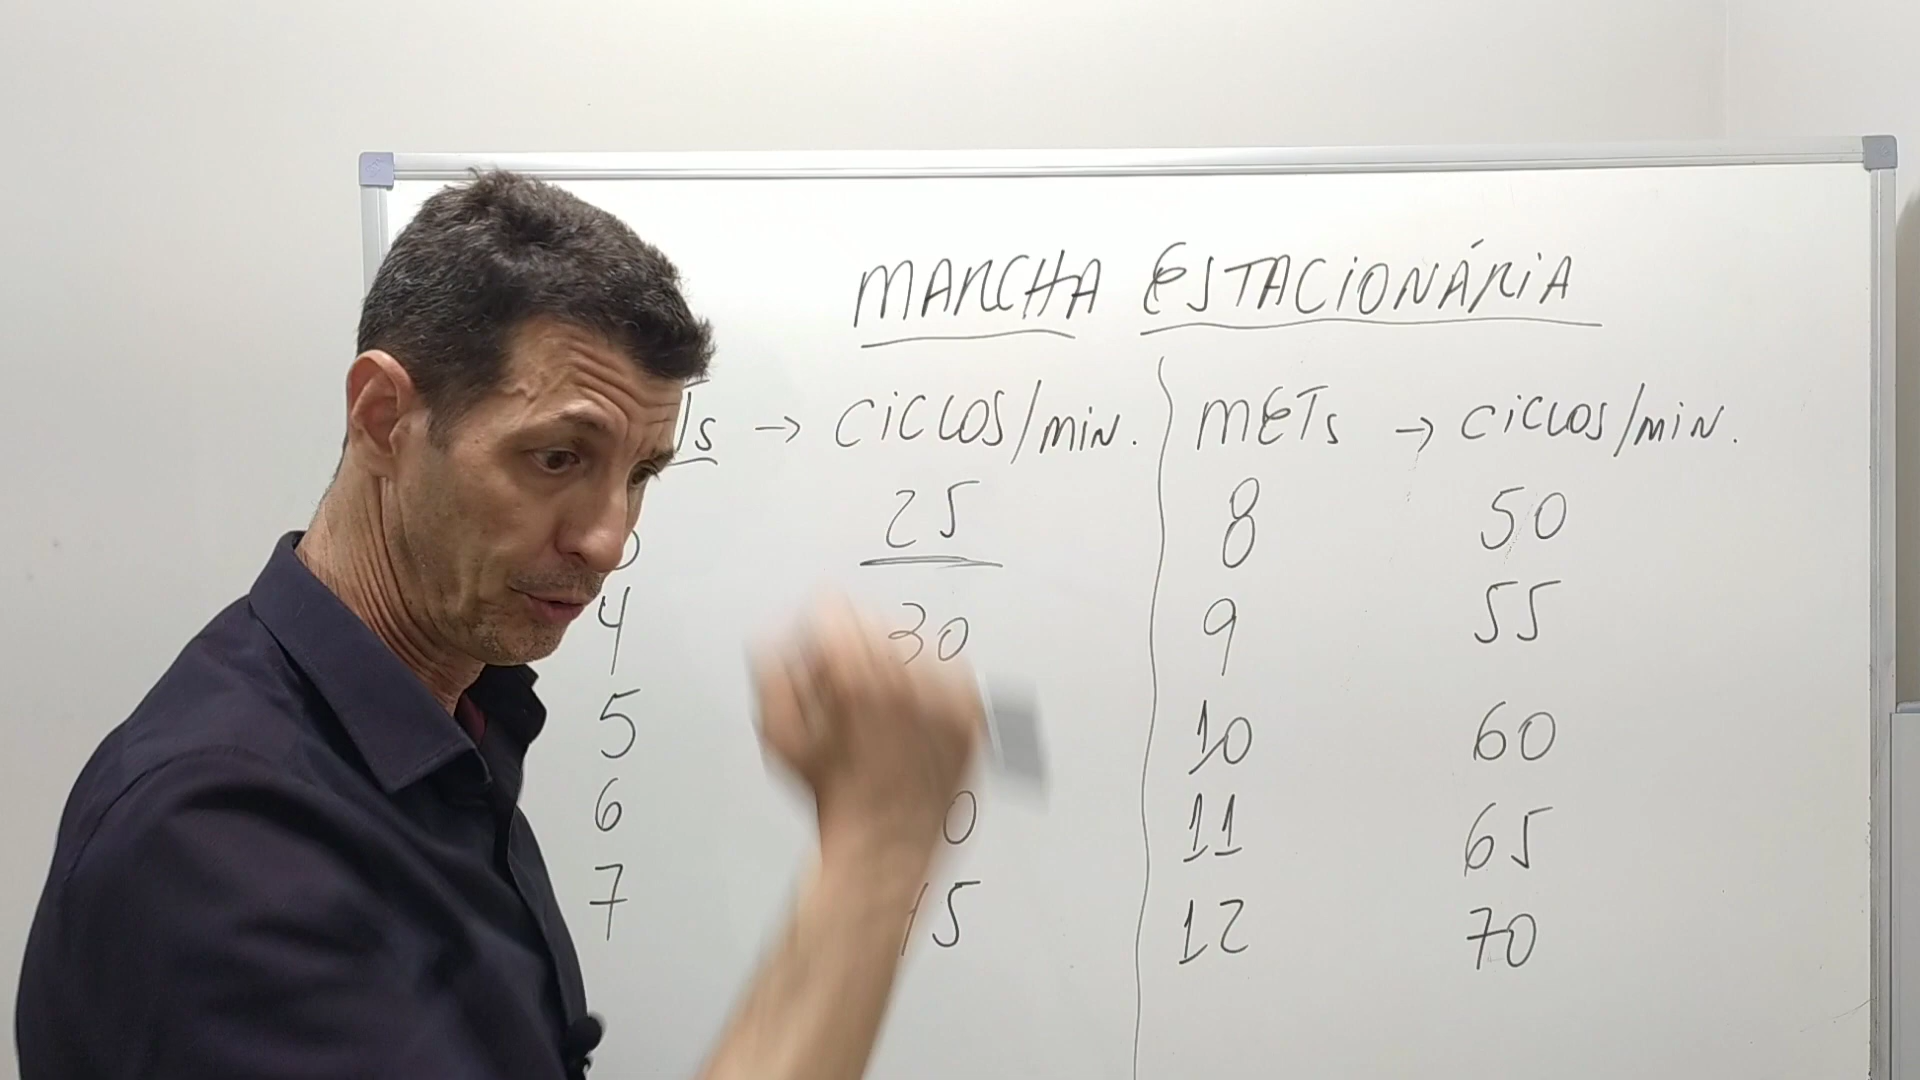 MARCHA ESTACIONÁRIA
→ CICLOS/MIN. METs → CICLOS/MIN.
25 8 50
4 30 9 55
5 10 60
6 11 65
7 12 70